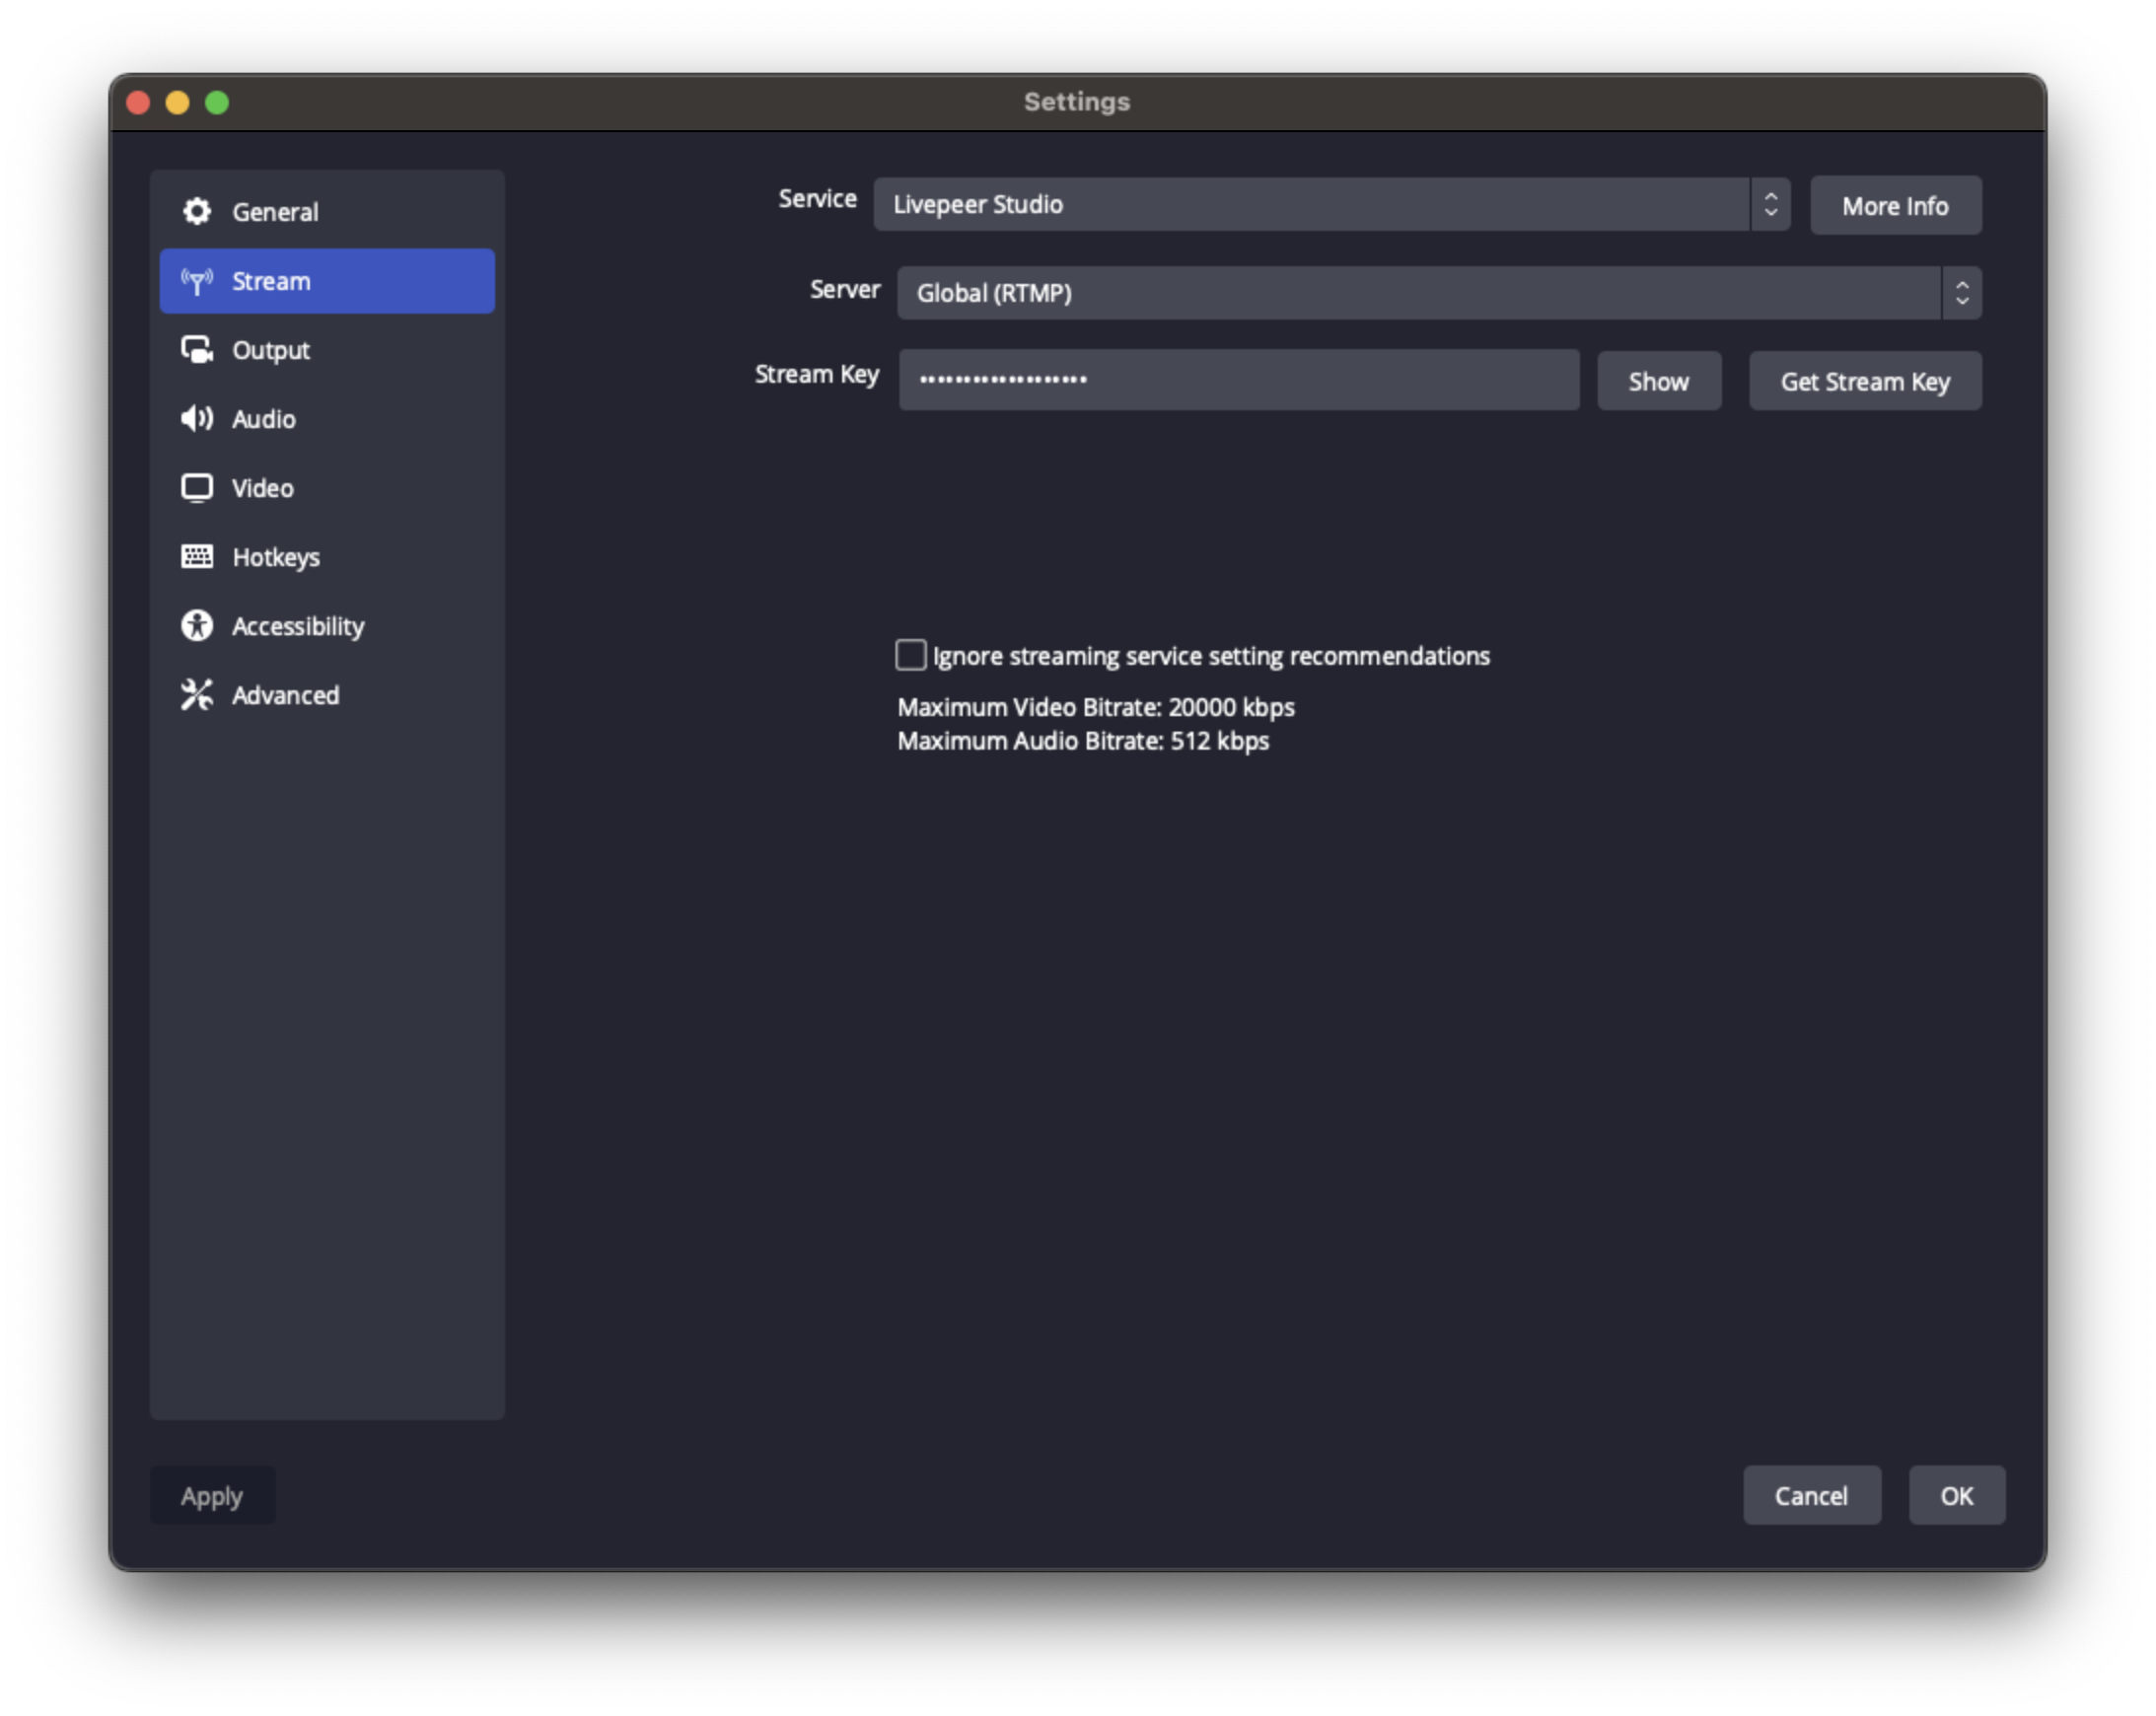 Settings
General
Stream
Output
Audio
Video
Hotkeys
Accessibility
Advanced
Service Livepeer Studio More Info
Server Global (RTMP)
Stream Key ••••••••••••••••••• Show Get Stream Key
Ignore streaming service setting recommendations
Maximum Video Bitrate: 20000 kbps
Maximum Audio Bitrate: 512 kbps
Apply Cancel OK